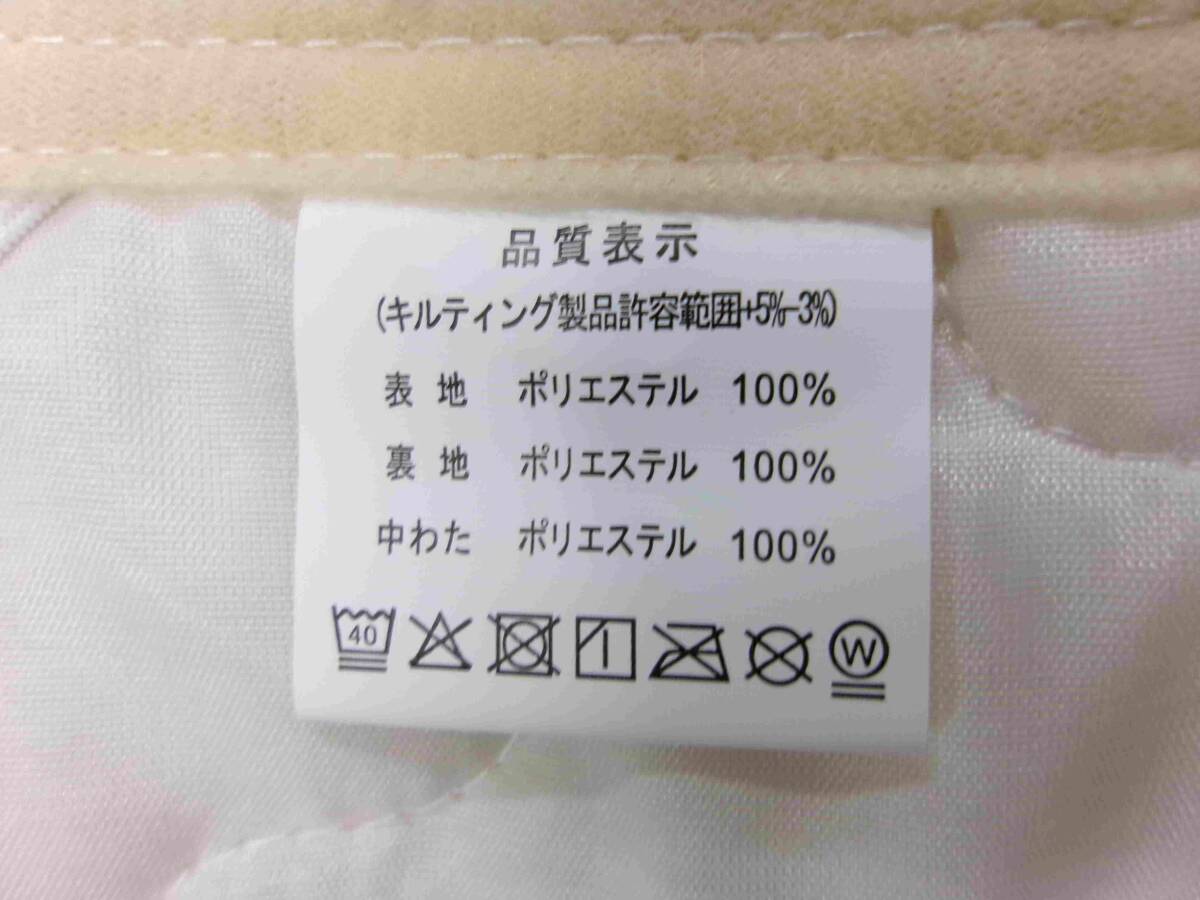 品質表示
(キルティング製品許容範囲+5%-3%)
表地 ポリエステル 100%
裏地 ポリエステル 100%
中わた ポリエステル 100%
40 W